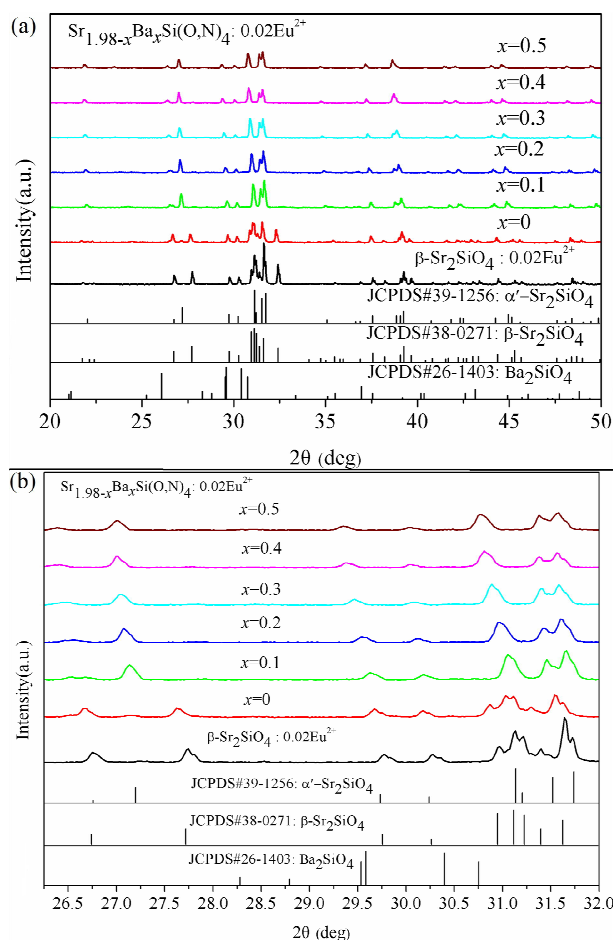 (a)
Sr1.98-xBaxSi(O,N)4: 0.02Eu2+
x−0.5
x=0.4
x=0.3
x=0.2
x=0.1
x=0
β-Sr2SiO4 : 0.02Eu2+
JCPDS#39-1256: α′–Sr2SiO4
JCPDS#38-0271: β-Sr2SiO4
JCPDS#26-1403: Ba2SiO4
Intensity(a.u.)
20 25 30 35 40 45 50
2θ (dcg)
(b)
Sr1.98-xBaxSi(O,N)4: 0.02Eu2+
x−0.5
x=0.4
x−0.3
x=0.2
x=0.1
x=0
β-Sr2SiO4 : 0.02Eu2+
JCPDS#39-1256: α′–Sr2SiO4
JCPDS#38-0271: β-Sr2SiO4
JCPDS#26-1403: Ba2SiO4
Intensity(a.u.)
26.5 27.0 27.5 28.0 28.5 29.0 29.5 30.0 30.5 31.0 31.5 32.0
2θ (deg)